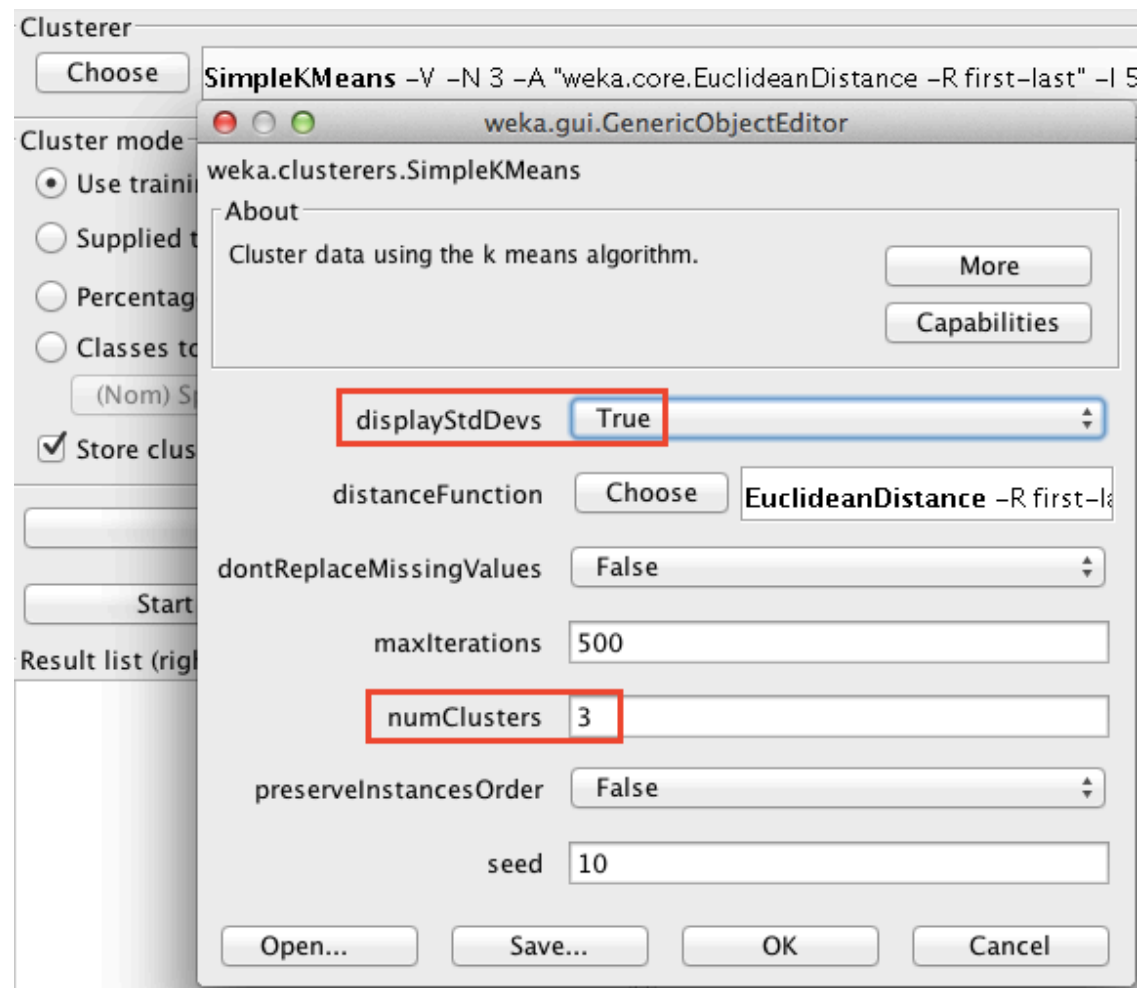 Clusterer
Choose SimpleKMeans -V -N 3 -A "weka.core.EuclideanDistance -R first-last" -I 5
weka.gui.GenericObjectEditor
Cluster mode
weka.clusterers.SimpleKMeans
Use traini
About
Supplied t
Cluster data using the k means algorithm.
More
Percentag
Capabilities
Classes to
(Nom) Sp
displayStdDevs True
Store clus
distanceFunction Choose EuclideanDistance -R first-la
dontReplaceMissingValues False
Start
maxIterations 500
Result list (righ
numClusters 3
preserveInstancesOrder False
seed 10
Open... Save... OK Cancel